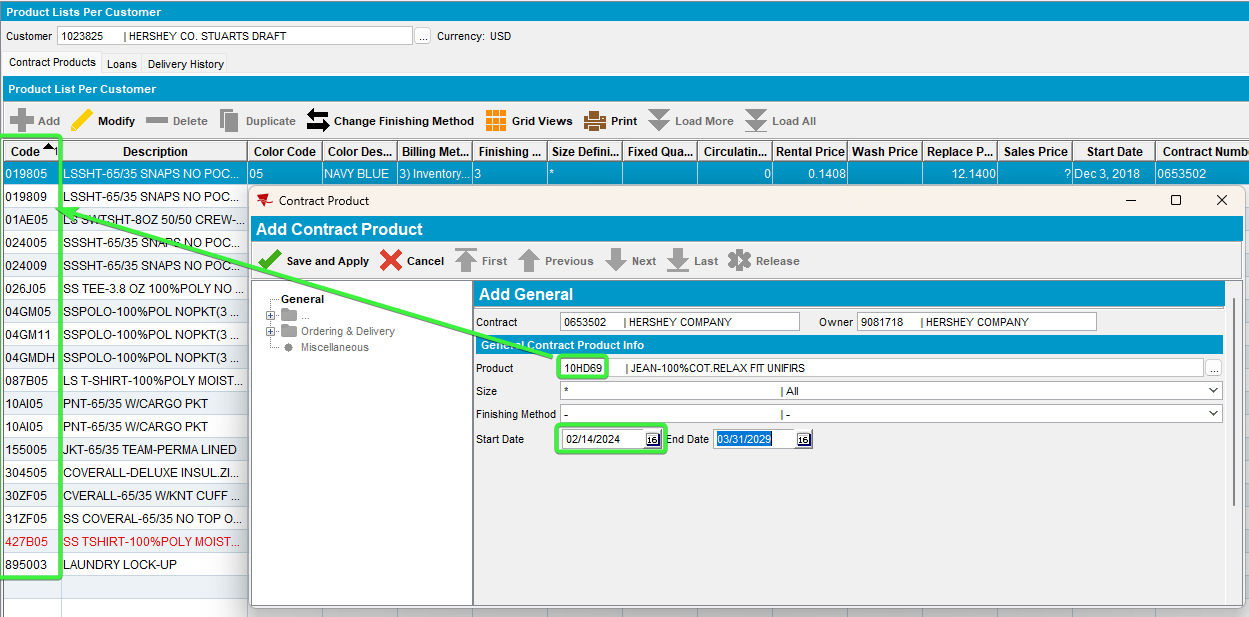 Product Lists Per Customer
Customer 1023825 | HERSHEY CO. STUARTS DRAFT ... Currency: USD
Contract Products Loans Delivery History
Product List Per Customer
Add Modify Delete Duplicate Change Finishing Method Grid Views Print Load More Load All
Code Description Color Code Color Des... Billing Met... Finishing ... Size Defini... Fixed Qua... Circulatin... Rental Price Wash Price Replace P... Sales Price Start Date Contract Numb
019805 LSSHT-65/35 SNAPS NO POC... 05 NAVY BLUE 3) Inventory... 3 * 0 0.1408 12.1400 ? Dec 3, 2018 0653502
019809 LSSHT-65/35 SNAPS NO POC...
01AE05 LS SWTSHT-8OZ 50/50 CREW-...
024005 SSSHT-65/35 SNAPS NO POC...
024009 SSSHT-65/35 SNAPS NO POC...
026J05 SS TEE-3.8 OZ 100%POLY NO ...
04GM05 SSPOLO-100%POL NOPKT(3 ...
04GM11 SSPOLO-100%POL NOPKT(3 ...
04GMDH SSPOLO-100%POL NOPKT(3 ...
087B05 LS T-SHIRT-100%POLY MOIST...
10AI05 PNT-65/35 W/CARGO PKT
10AI05 PNT-65/35 W/CARGO PKT
155005 JKT-65/35 TEAM-PERMA LINED
304505 COVERALL-DELUXE INSUL.ZI...
30ZF05 CVERALL-65/35 W/KNT CUFF ...
31ZF05 SS COVERAL-65/35 NO TOP O...
427B05 SS TSHIRT-100%POLY MOIST...
895003 LAUNDRY LOCK-UP
Contract Product
Add Contract Product
Save and Apply Cancel First Previous Next Last Release
General
...
Ordering & Delivery
Miscellaneous
Add General
Contract 0653502 | HERSHEY COMPANY Owner 9081718 | HERSHEY COMPANY
General Contract Product Info
Product 10HD69 | JEAN-100%COT.RELAX FIT UNIFIRS ...
Size * | All
Finishing Method - | -
Start Date 02/14/2024 16 End Date 03/31/2029 16